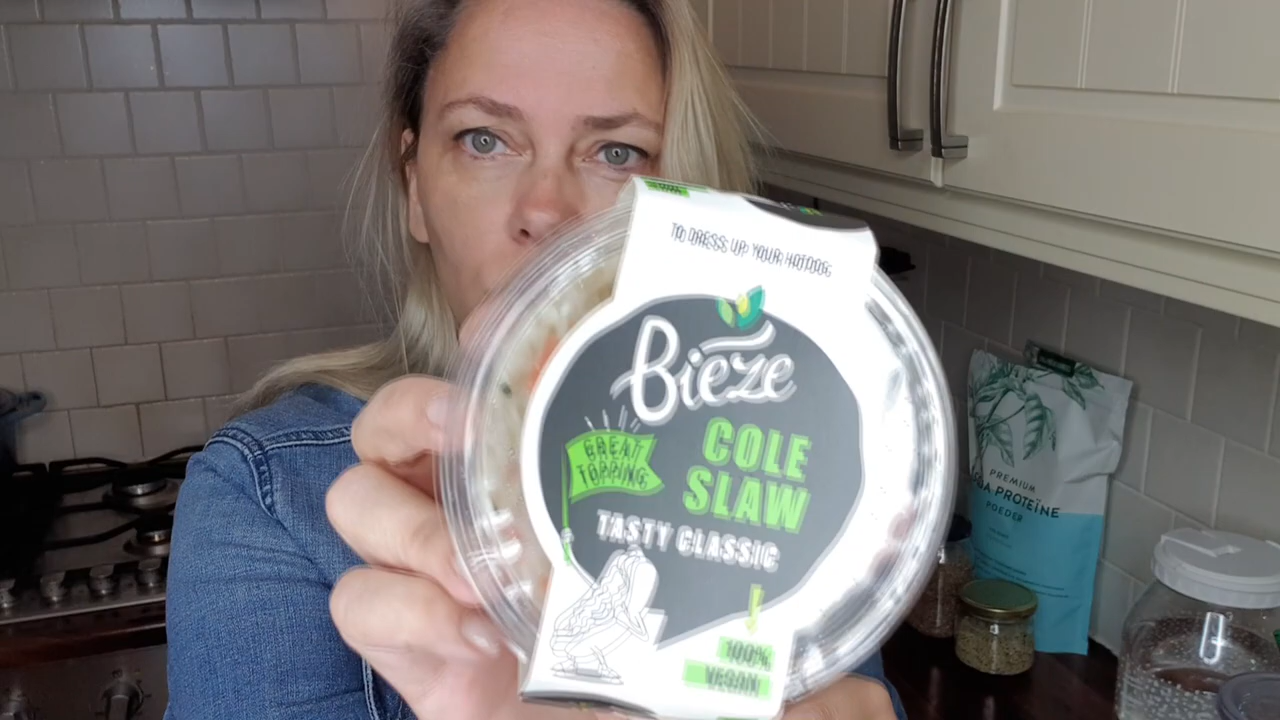 TO DRESS UP YOUR HOTDOG
Bieze
GREAT
TOPPING
COLE
SLAW
TASTY CLASSIC
100%
VEGAN
PREMIUM
PROTEÏNE
POEDER